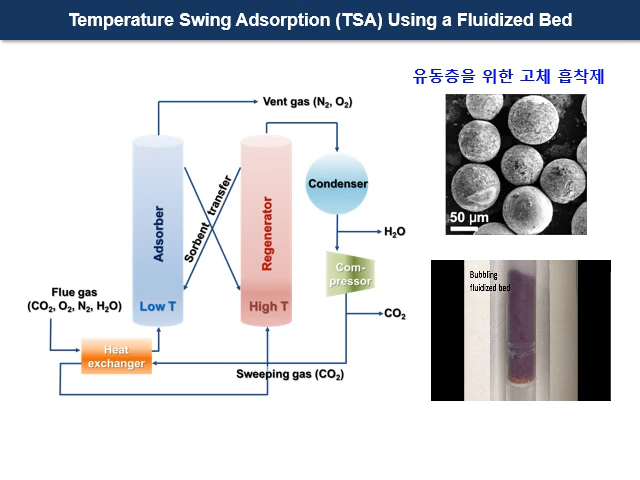 Temperature Swing Adsorption (TSA) Using a Fluidized Bed
유동층을 위한 고체 흡착제
Vent gas (N₂, O₂)
Adsorber
Low T
Sorbent transfer
Regenerator
High T
Condenser
H₂O
Com-
pressor
CO₂
Flue gas
(CO₂, O₂, N₂, H₂O)
Heat
exchanger
Sweeping gas (CO₂)
50 μm
Bubbling
fluidized bed